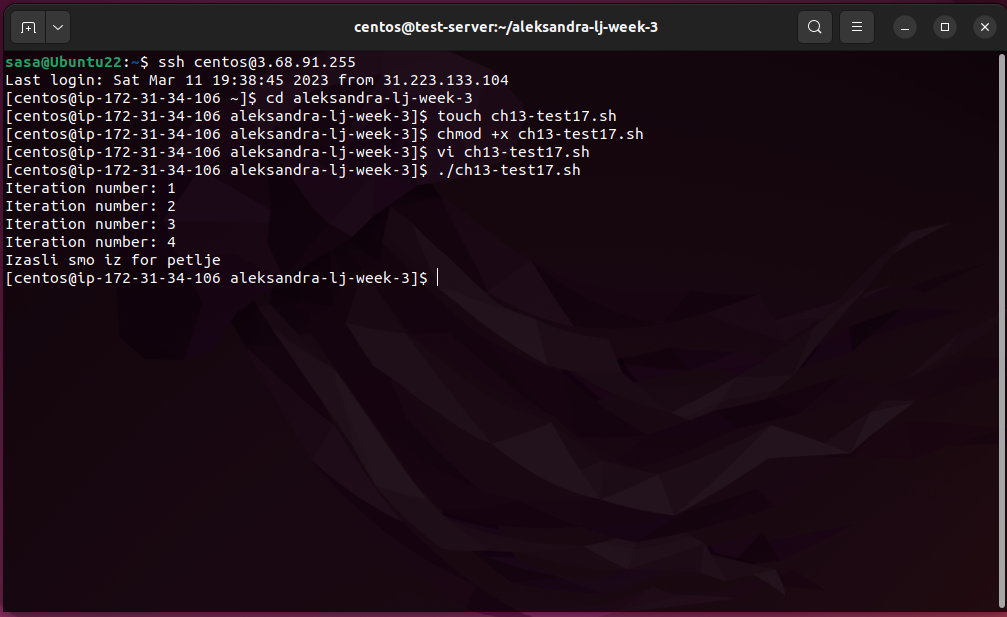 centos@test-server:~/aleksandra-lj-week-3
sasa@Ubuntu22:~$ ssh centos@3.68.91.255
Last login: Sat Mar 11 19:38:45 2023 from 31.223.133.104
[centos@ip-172-31-34-106 ~]$ cd aleksandra-lj-week-3
[centos@ip-172-31-34-106 aleksandra-lj-week-3]$ touch ch13-test17.sh
[centos@ip-172-31-34-106 aleksandra-lj-week-3]$ chmod +x ch13-test17.sh
[centos@ip-172-31-34-106 aleksandra-lj-week-3]$ vi ch13-test17.sh
[centos@ip-172-31-34-106 aleksandra-lj-week-3]$ ./ch13-test17.sh
Iteration number: 1
Iteration number: 2
Iteration number: 3
Iteration number: 4
Izasli smo iz for petlje
[centos@ip-172-31-34-106 aleksandra-lj-week-3]$